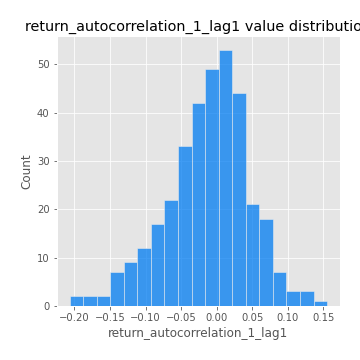 return_autocorrelation_1_lag1 value distributio
50
40
30
20
10
0
Count
−0.20 −0.15 −0.10 −0.05 0.00 0.05 0.10 0.15
return_autocorrelation_1_lag1